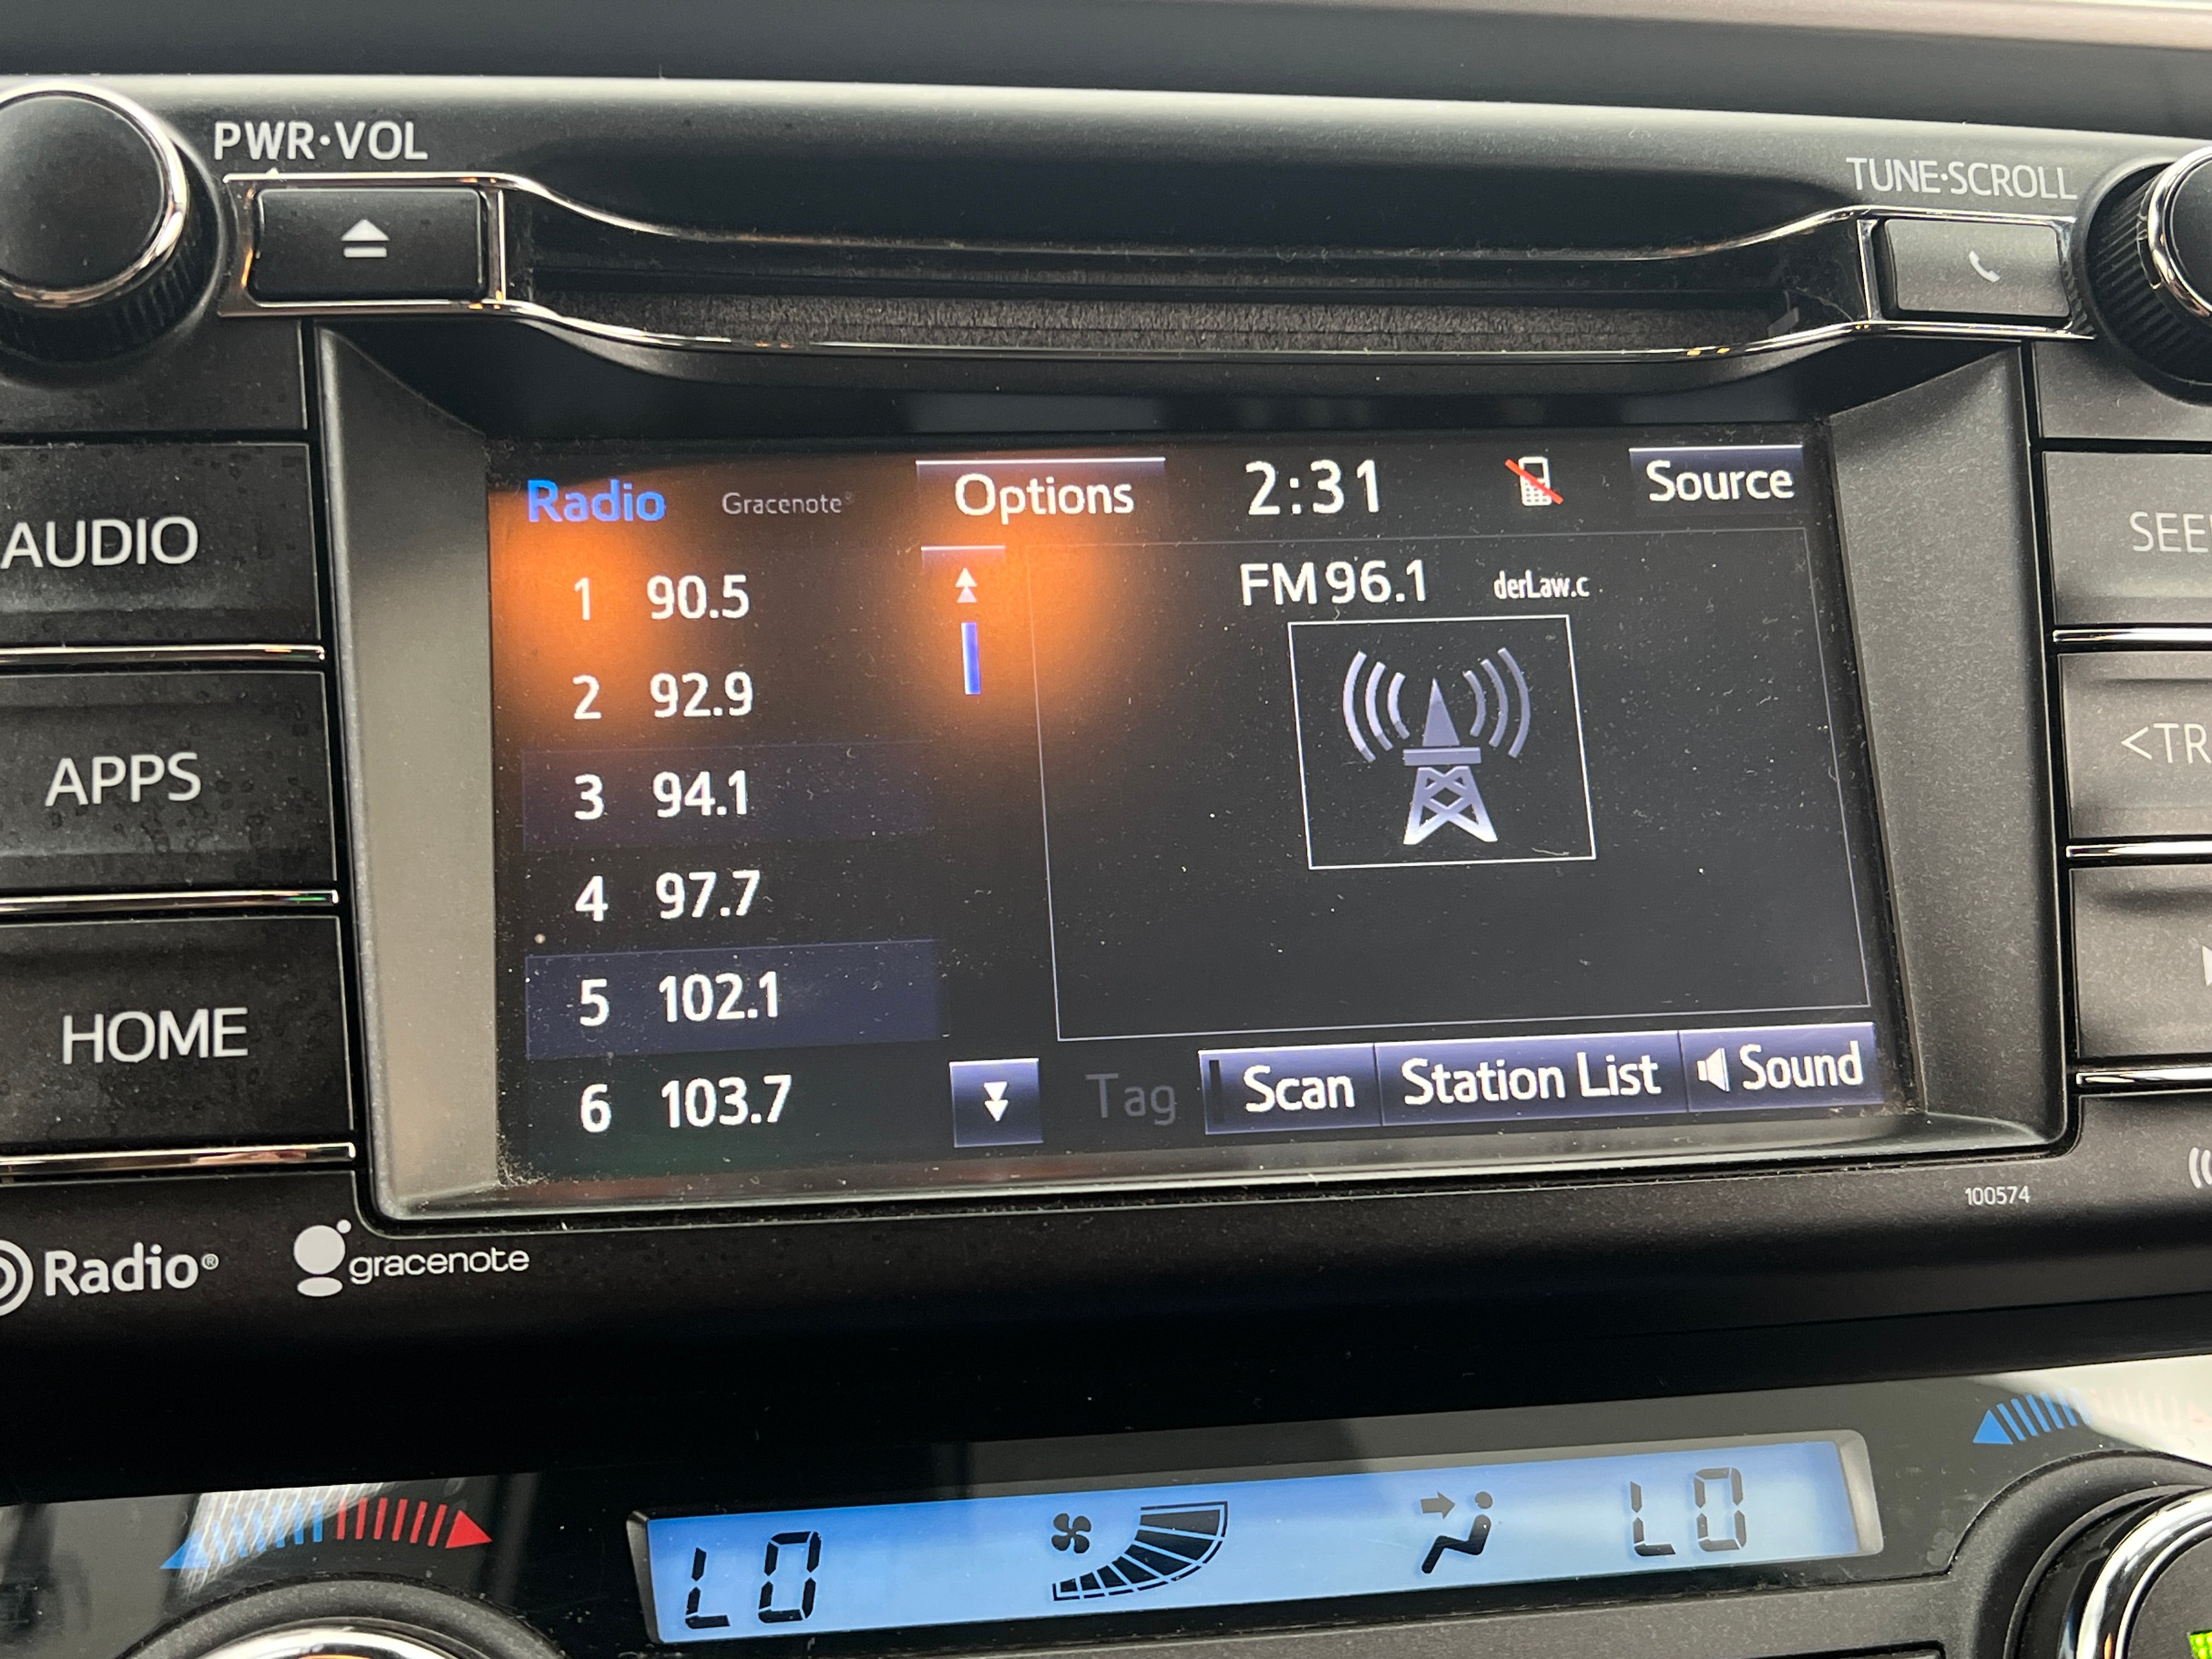 PWR·VOL
TUNE·SCROLL
AUDIO
APPS
HOME
Radio Gracenote® Options 2:31 Source
1 90.5
2 92.9
3 94.1
4 97.7
5 102.1
6 103.7
FM 96.1 derLaw.c
Tag Scan Station List Sound
SEE
<TR
100574
Radio® gracenote
LO LO